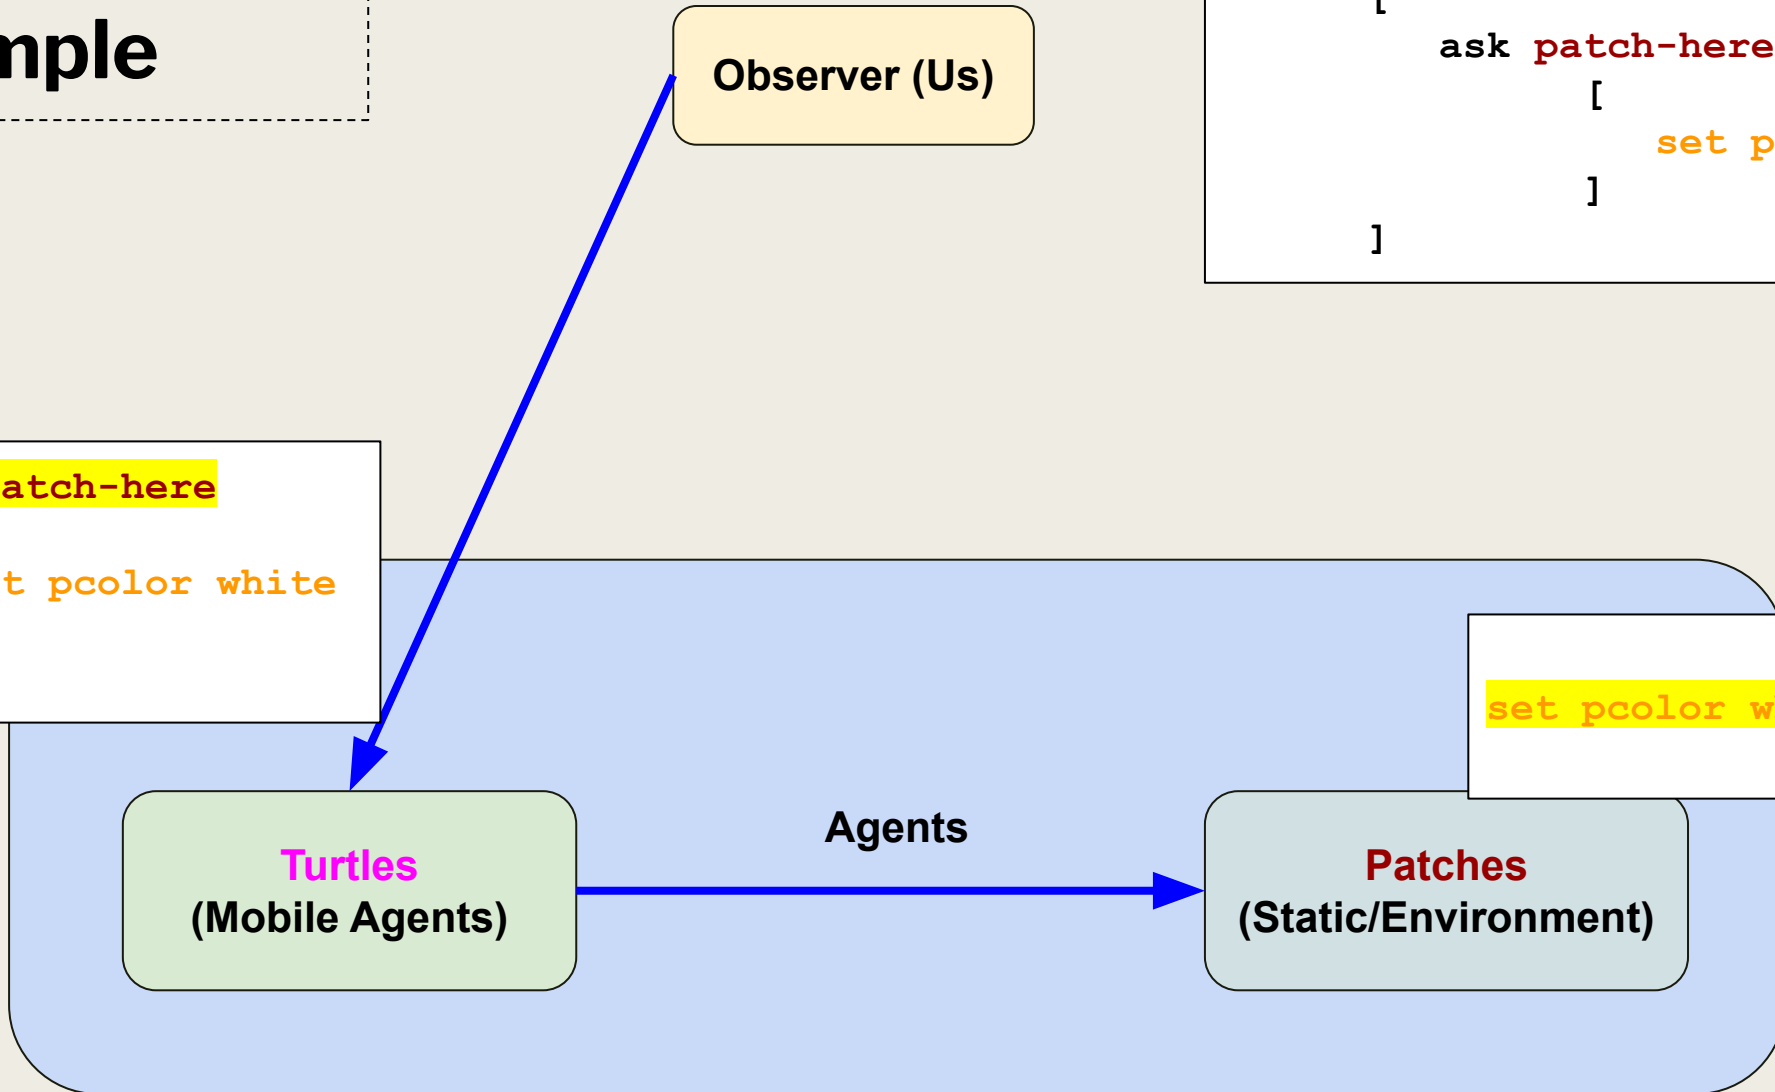 mple
Observer (Us)
[
ask patch-here
[
set p
]
]
atch-here
t pcolor white
set pcolor w
Agents
Turtles
(Mobile Agents)
Patches
(Static/Environment)